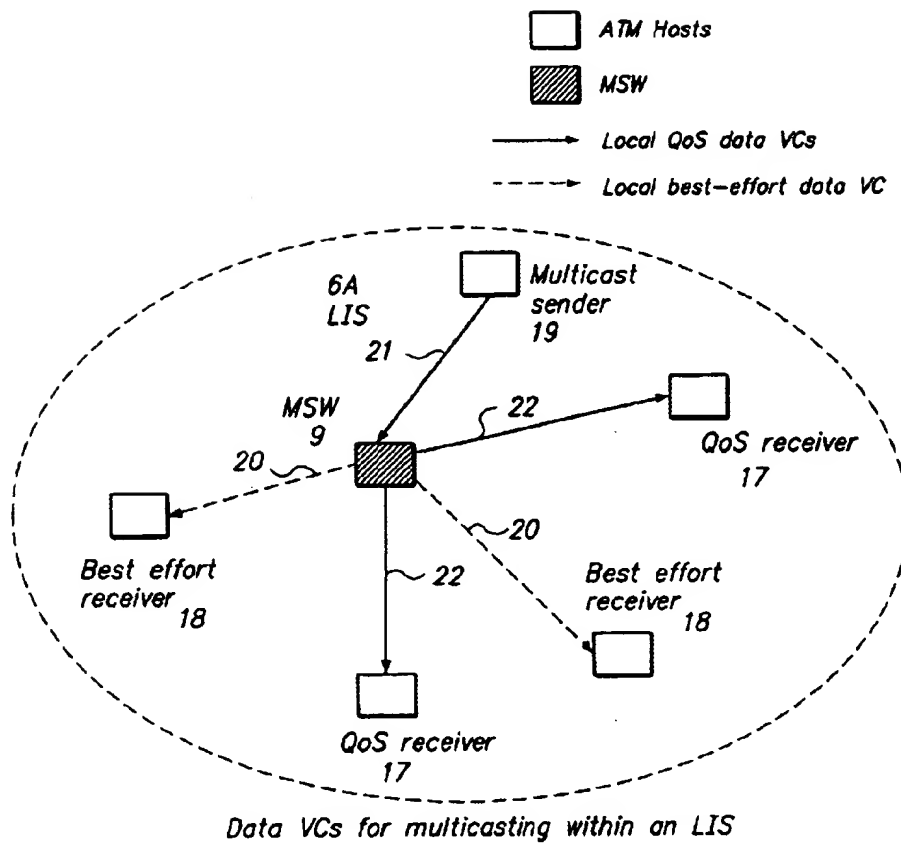 ATM Hosts
MSW
Local QoS data VCs
Local best-effort data VC
6A
LIS
Multicast
sender
19
21
MSW
9
22
QoS receiver
17
20
20
Best effort
receiver
18
22
Best effort
receiver
18
QoS receiver
17
Data VCs for multicasting within an LIS